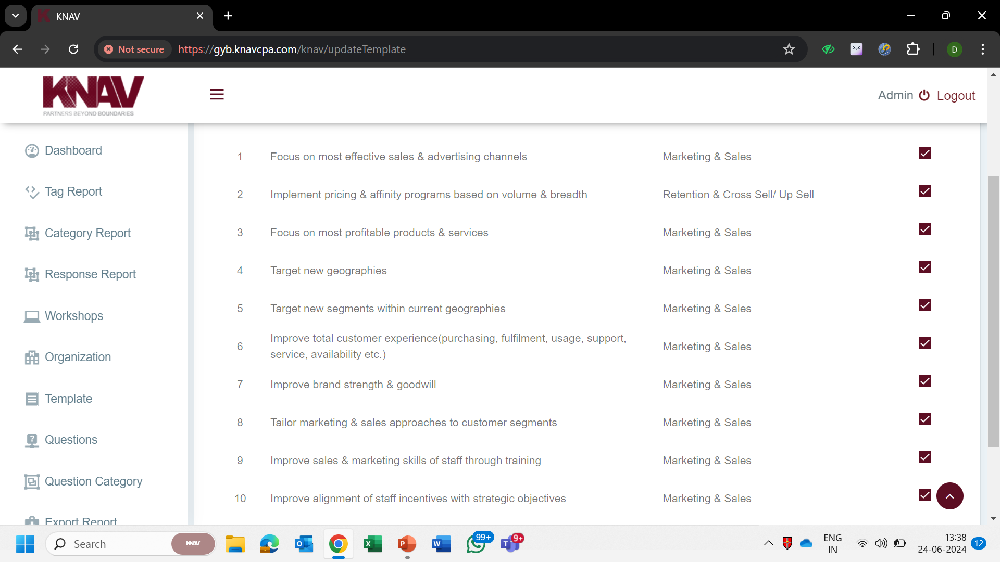 KNAV
Not secure https://gyb.knavcpa.com/knav/updateTemplate
D
KNAV
PARTNERS BEYOND BOUNDARIES
Admin Logout
Dashboard
Tag Report
Category Report
Response Report
Workshops
Organization
Template
Questions
Question Category
Export Report
1 Focus on most effective sales & advertising channels Marketing & Sales
2 Implement pricing & affinity programs based on volume & breadth Retention & Cross Sell/ Up Sell
3 Focus on most profitable products & services Marketing & Sales
4 Target new geographies Marketing & Sales
5 Target new segments within current geographies Marketing & Sales
6 Improve total customer experience(purchasing, fulfilment, usage, support,
service, availability etc.) Marketing & Sales
7 Improve brand strength & goodwill Marketing & Sales
8 Tailor marketing & sales approaches to customer segments Marketing & Sales
9 Improve sales & marketing skills of staff through training Marketing & Sales
10 Improve alignment of staff incentives with strategic objectives Marketing & Sales
Search KNAV
99+
9+
ENG
IN
13:38
24-06-2024
12